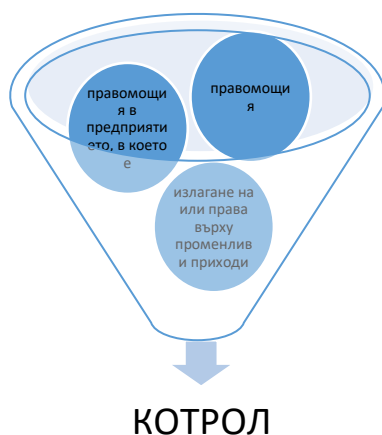 правомощи
я в
предприяти
ето, в което
е
правомощи
я
излагане на
или права
върху
променлив
и приходи
КОТРОЛ